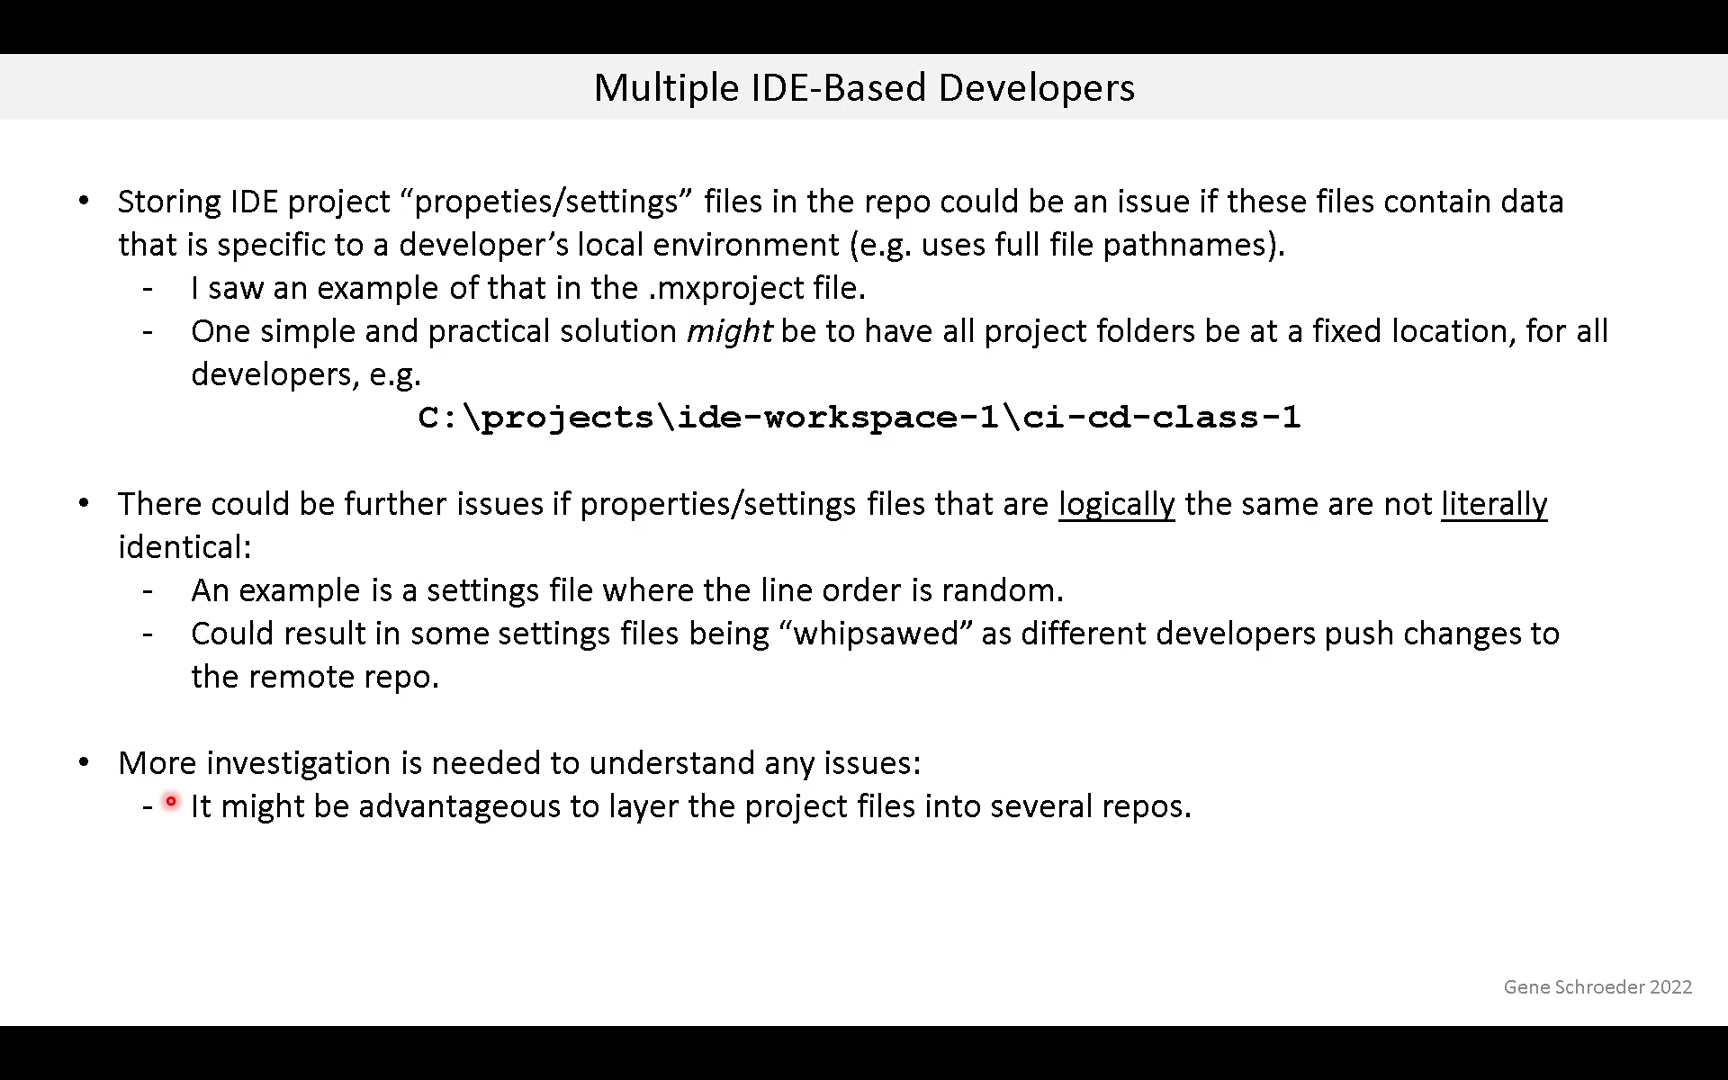 Multiple IDE-Based Developers
• Storing IDE project “propeties/settings” files in the repo could be an issue if these files contain data
that is specific to a developer’s local environment (e.g. uses full file pathnames).
- I saw an example of that in the .mxproject file.
- One simple and practical solution might be to have all project folders be at a fixed location, for all
developers, e.g.
C:\projects\ide-workspace-1\ci-cd-class-1
• There could be further issues if properties/settings files that are logically the same are not literally
identical:
- An example is a settings file where the line order is random.
- Could result in some settings files being “whipsawed” as different developers push changes to
the remote repo.
• More investigation is needed to understand any issues:
- It might be advantageous to layer the project files into several repos.
Gene Schroeder 2022